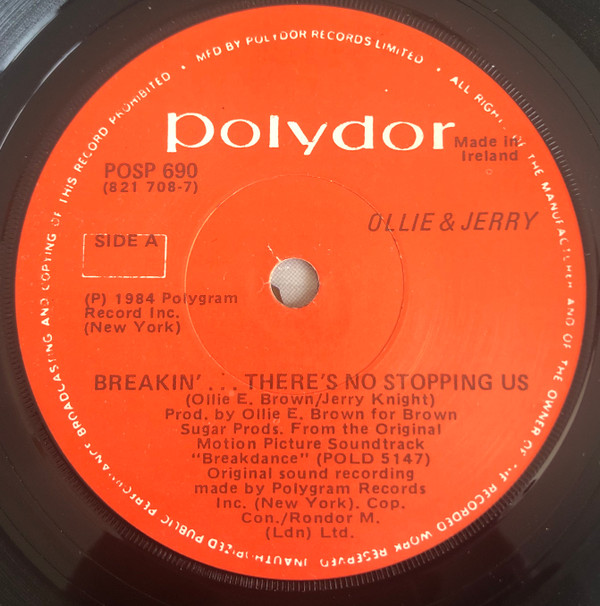 MFD BY POLYDOR RECORDS LIMITED • ALL RIGHTS OF THE MANUFACTURER AND OF THE OWNER OF THE RECORDED WORK RESERVED UNAUTHORIZED PUBLIC PERFORMANCE BROADCASTING AND COPYING OF THIS RECORD PROHIBITED •
polydor
Made in
Ireland
POSP 690
(821 708-7)
OLLIE & JERRY
SIDE A
(P) 1984 Polygram
Record Inc.
(New York)
BREAKIN' . . . THERE'S NO STOPPING US
(Ollie E. Brown/Jerry Knight)
Prod. by Ollie E. Brown for Brown
Sugar Prods. From the Original
Motion Picture Soundtrack
"Breakdance" (POLD 5147)
Original sound recording
made by Polygram Records
Inc. (New York). Cop.
Con./Rondor M.
(Ldn) Ltd.